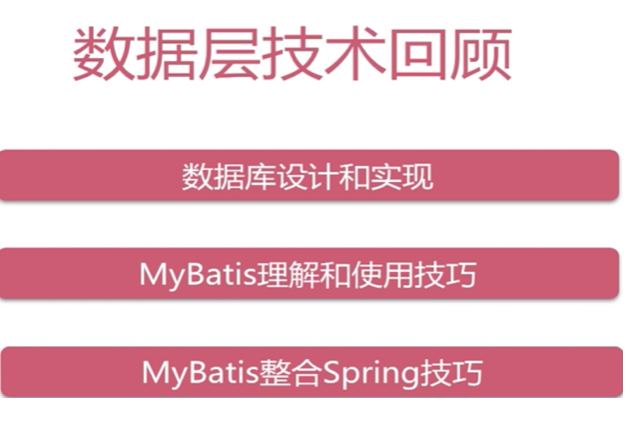 数据层技术回顾
数据库设计和实现
MyBatis理解和使用技巧
MyBatis整合Spring技巧